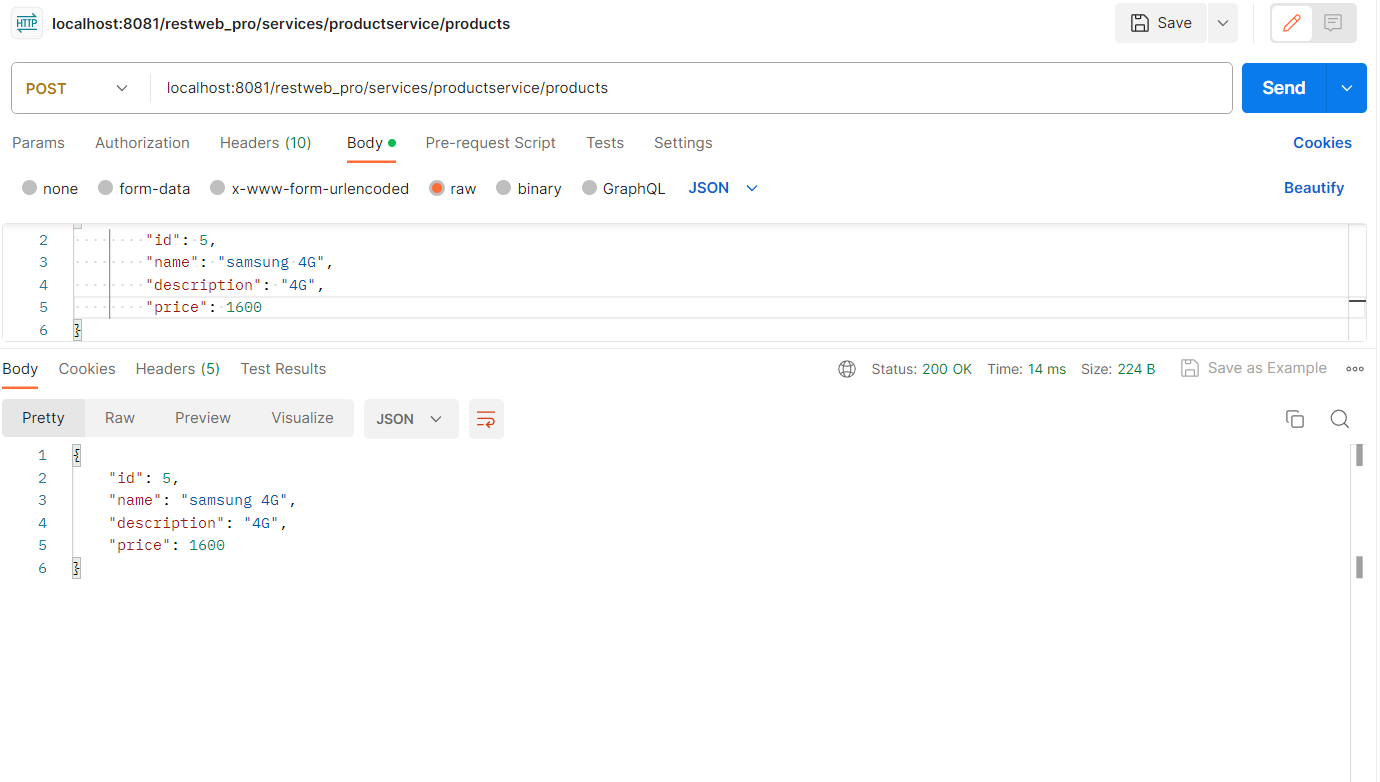 HTTP localhost:8081/restweb_pro/services/productservice/products Save
POST localhost:8081/restweb_pro/services/productservice/products Send
Params Authorization Headers (10) Body Pre-request Script Tests Settings Cookies
none form-data x-www-form-urlencoded raw binary GraphQL JSON Beautify
2 "id": 5,
3 "name": "samsung 4G",
4 "description": "4G",
5 "price": 1600
6 }
Body Cookies Headers (5) Test Results Status: 200 OK Time: 14 ms Size: 224 B Save as Example
Pretty Raw Preview Visualize JSON
1 {
2 "id": 5,
3 "name": "samsung 4G",
4 "description": "4G",
5 "price": 1600
6 }